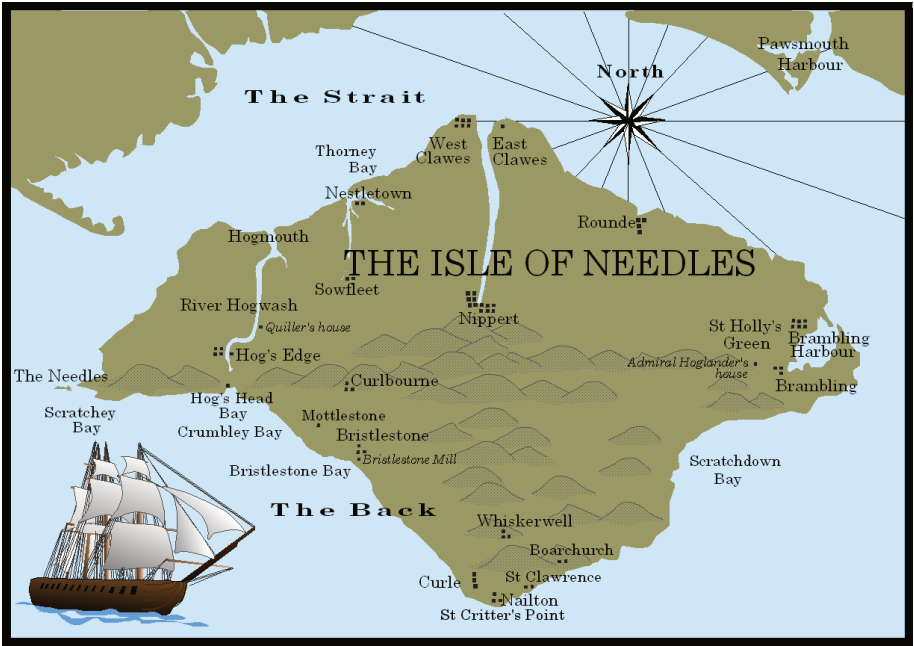 Pawsmouth
Harbour
North
The Strait
West
Clawes
East
Clawes
Thorney
Bay
Nestletown
Rounde
Hogmouth
THE ISLE OF NEEDLES
Sowfleet
River Hogwash
Nippert
Quiller's house
St Holly's
Green
Brambling
Harbour
Hog's Edge
Admiral Hoglander's
house
The Needles
Curlbourne
Brambling
Hog's Head
Bay
Scratchey
Bay
Mottlestone
Crumbley Bay
Bristlestone
Bristlestone Mill
Scratchdown
Bay
Bristlestone Bay
The Back
Whiskerwell
Boarchurch
Curle
St Clawrence
Nailton
St Critter's Point